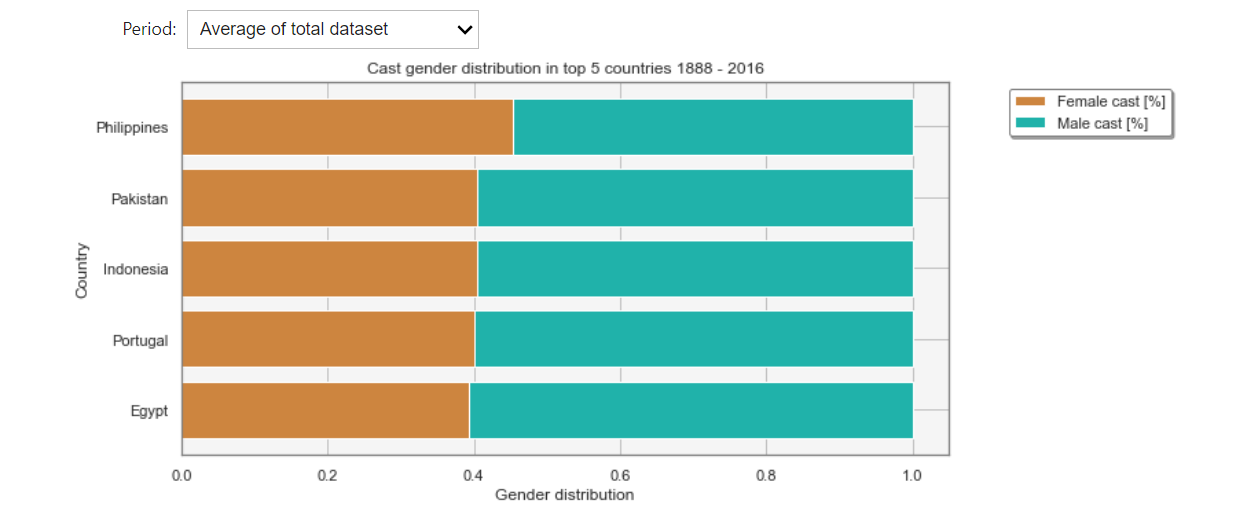 Period: Average of total dataset
Cast gender distribution in top 5 countries 1888 - 2016
Female cast [%]
Male cast [%]
Philippines
Pakistan
Indonesia
Portugal
Egypt
Country
0.0 0.2 0.4 0.6 0.8 1.0
Gender distribution